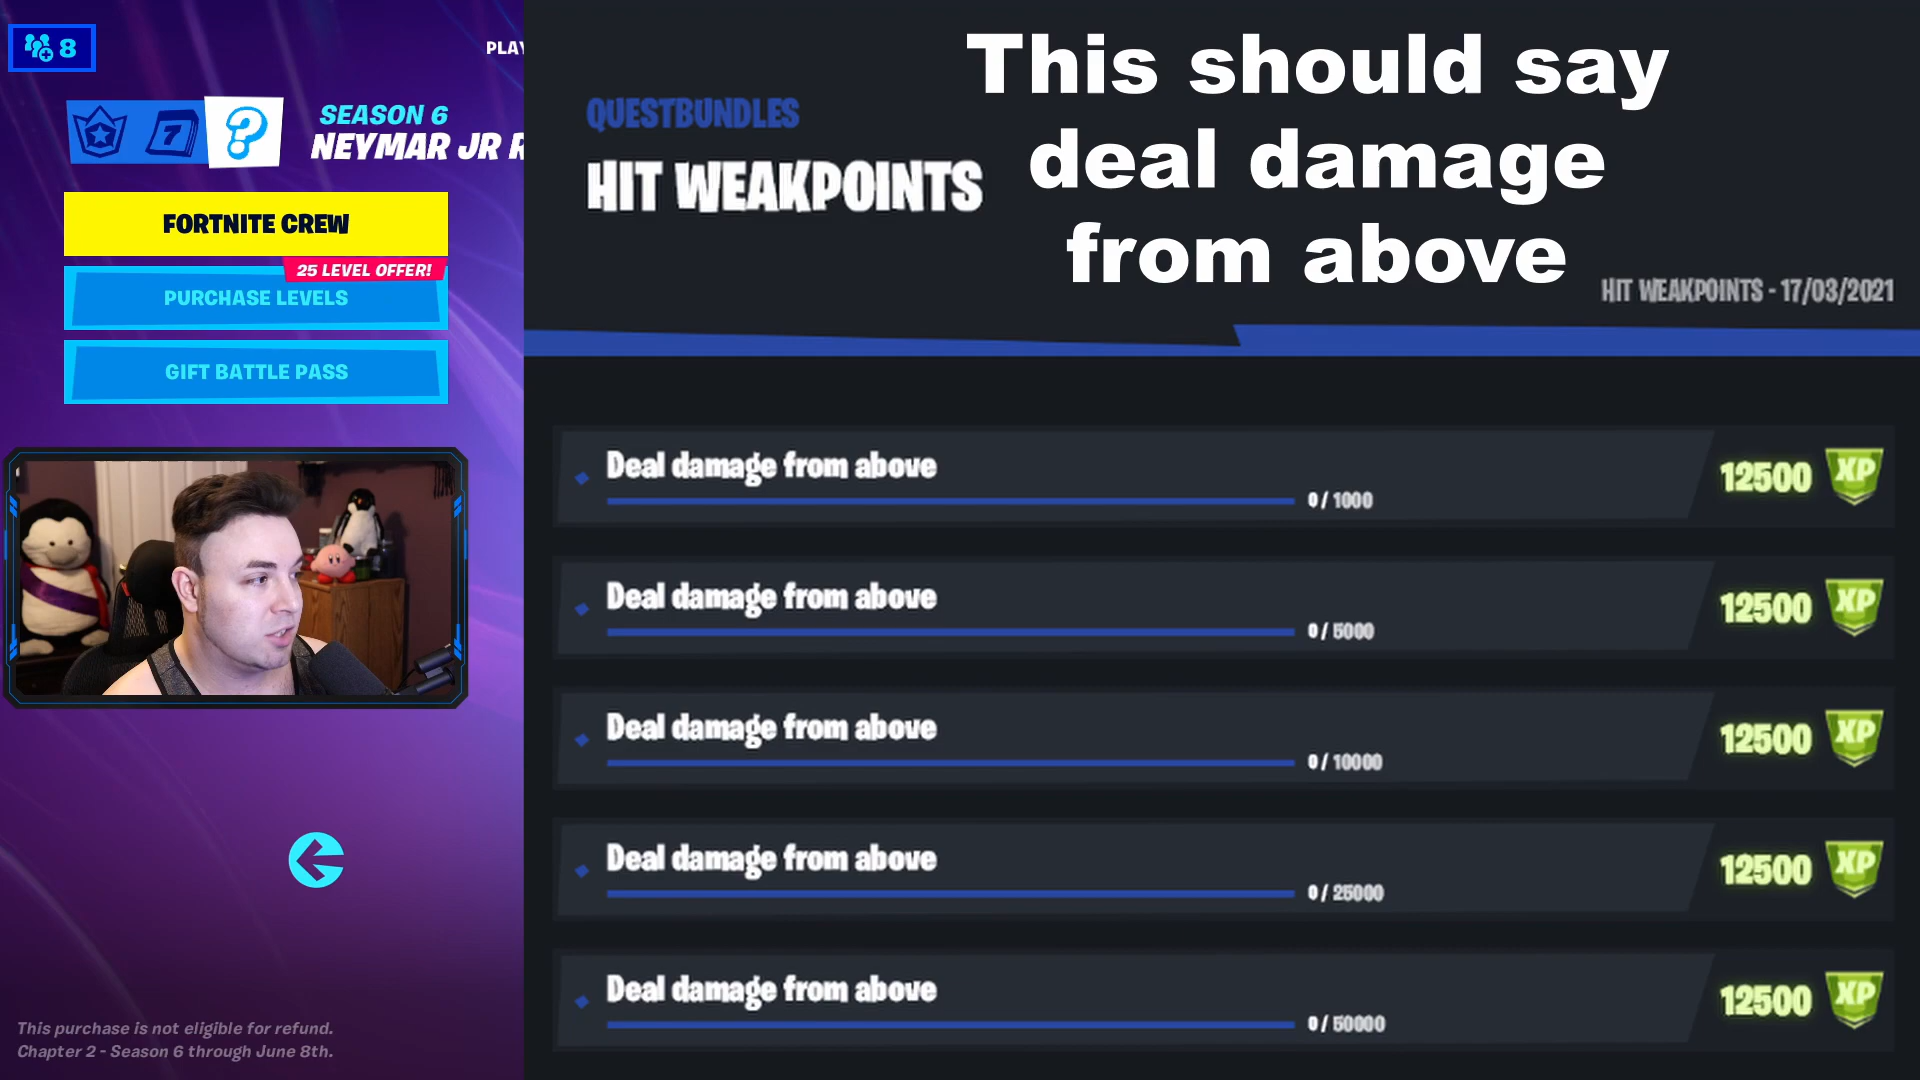 8
PLAY
7
SEASON 6
NEYMAR JR R
FORTNITE CREW
25 LEVEL OFFER!
PURCHASE LEVELS
GIFT BATTLE PASS
This purchase is not eligible for refund.
Chapter 2 - Season 6 through June 8th.
This should say
deal damage
from above
QUESTBUNDLES
HIT WEAKPOINTS
HIT WEAKPOINTS - 17/03/2021
Deal damage from above
0 / 1000
12500 XP
Deal damage from above
0 / 5000
12500 XP
Deal damage from above
0 / 10000
12500 XP
Deal damage from above
0 / 25000
12500 XP
Deal damage from above
0 / 50000
12500 XP